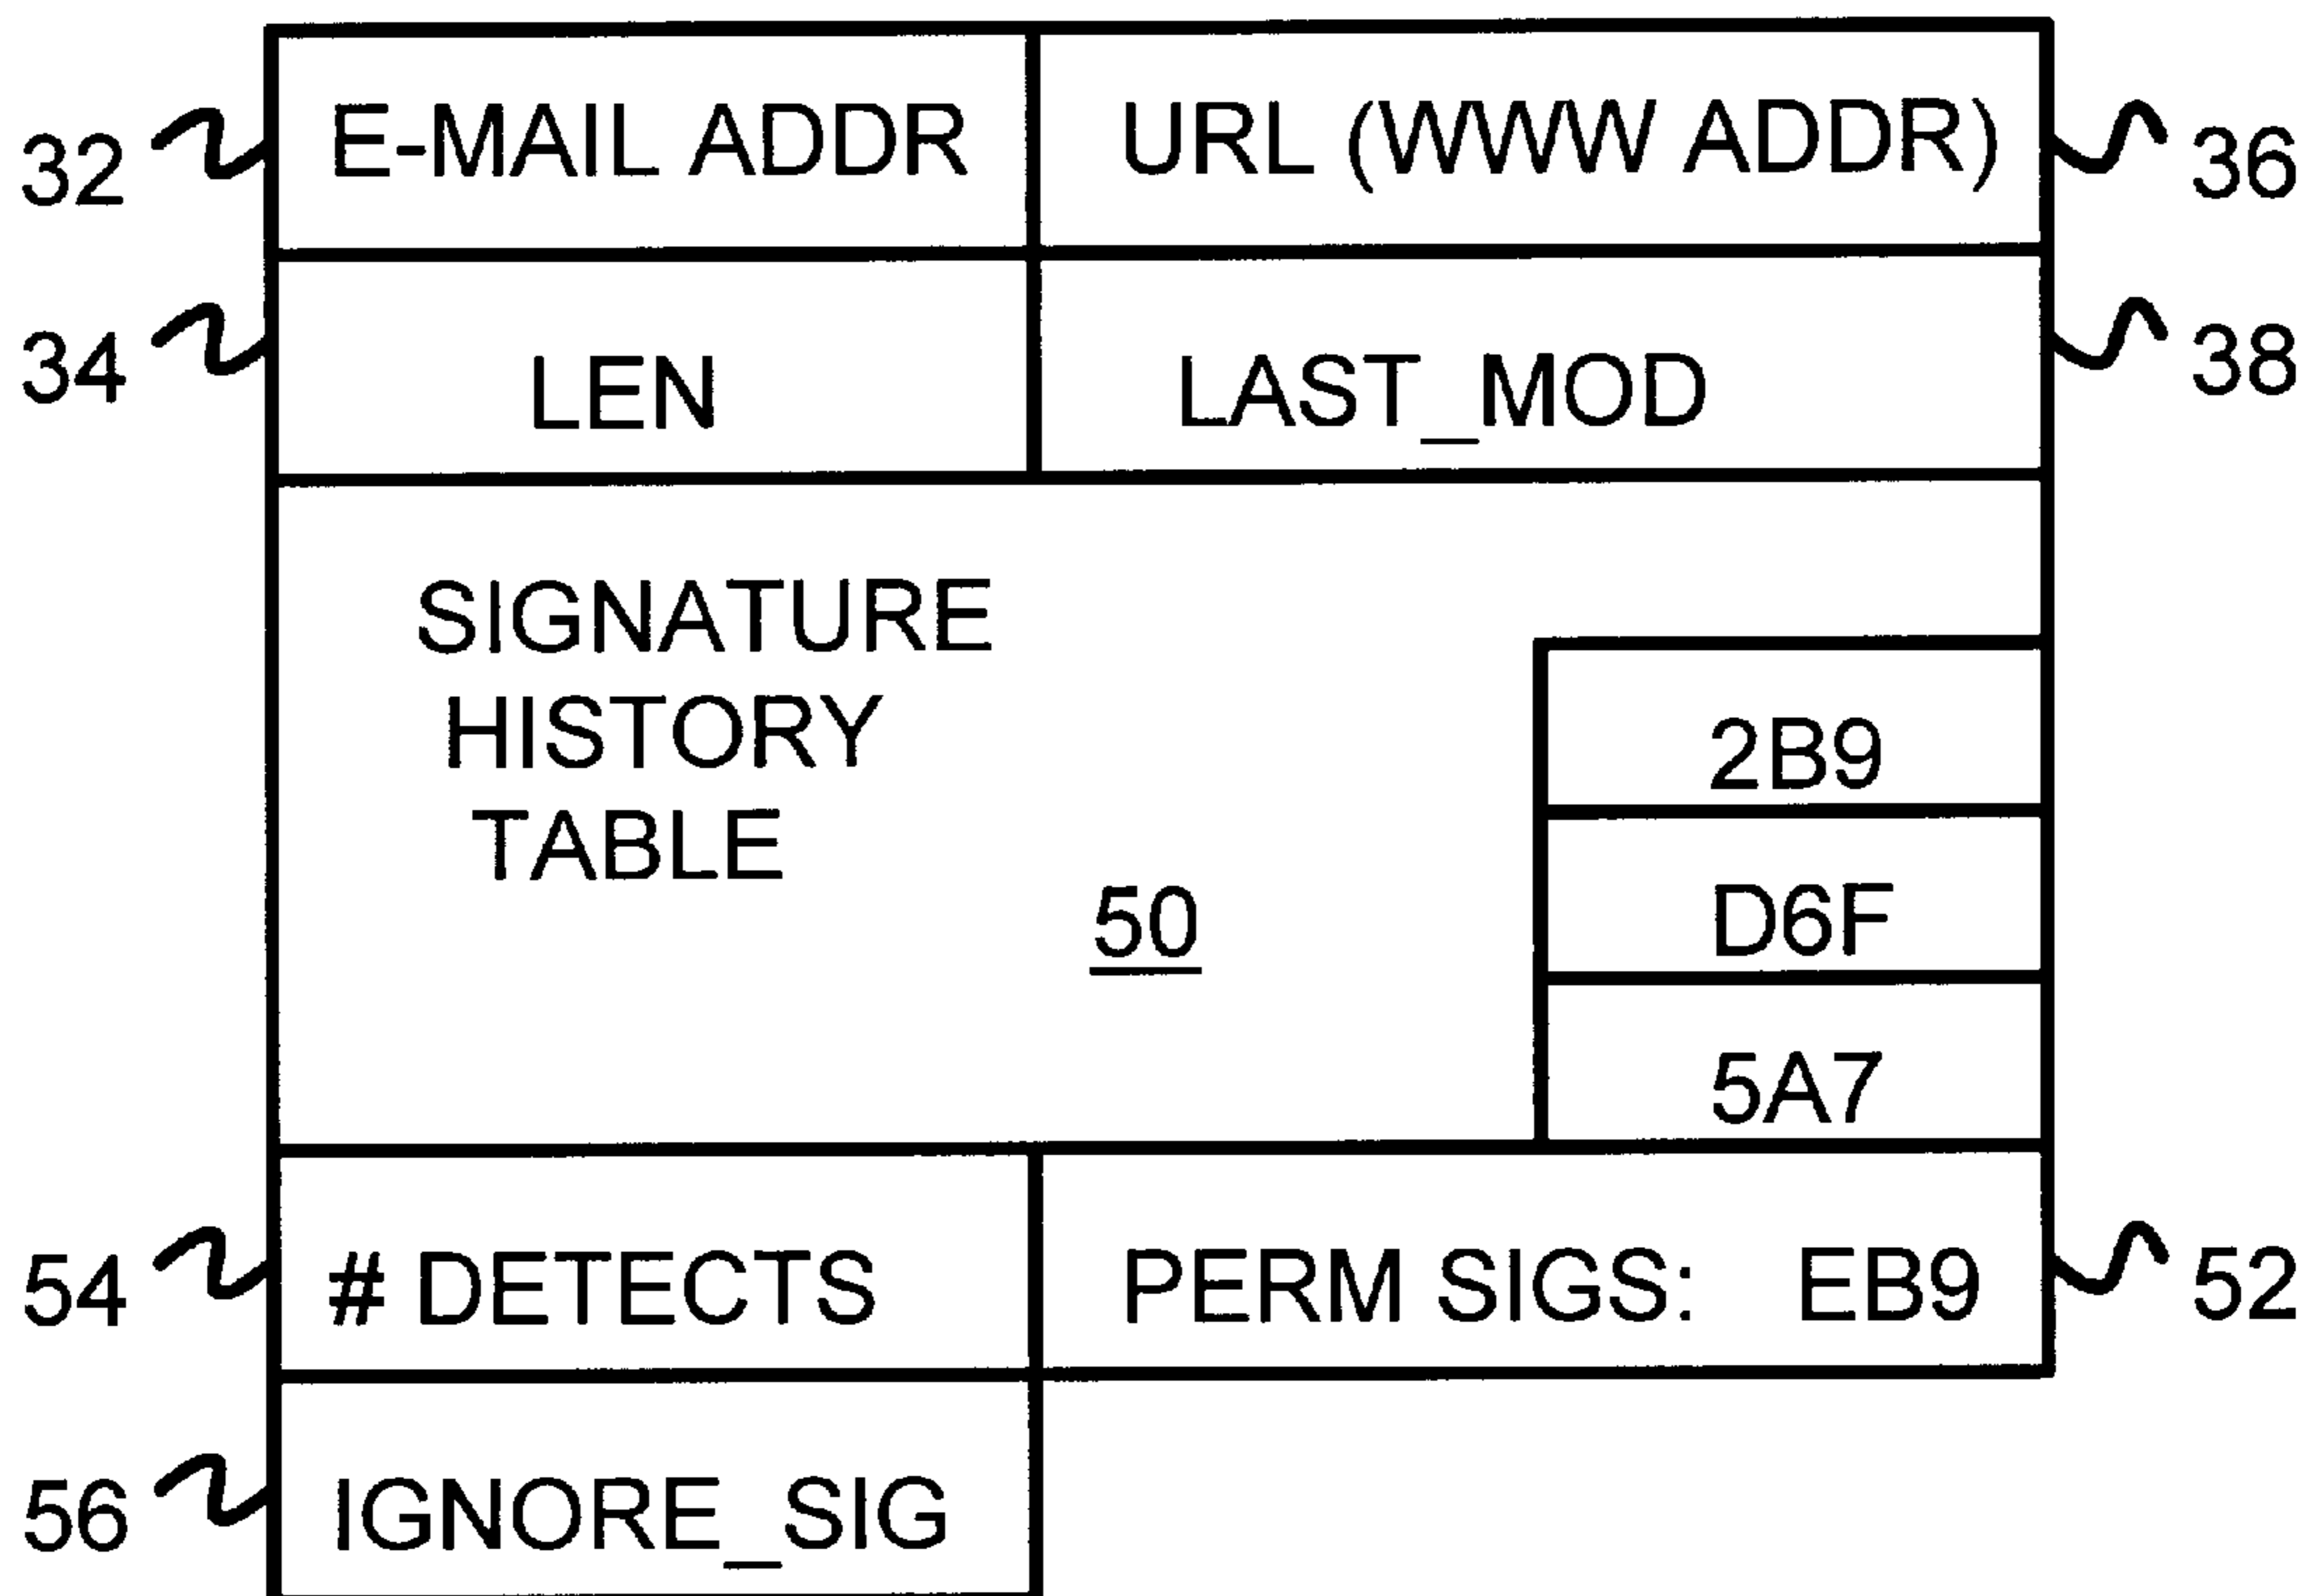 32 E-MAIL ADDR URL (WWW ADDR) 36
34 LEN LAST_MOD 38
SIGNATURE
HISTORY
TABLE
50
2B9
D6F
5A7
54 # DETECTS PERM SIGS: EB9 52
56 IGNORE_SIG